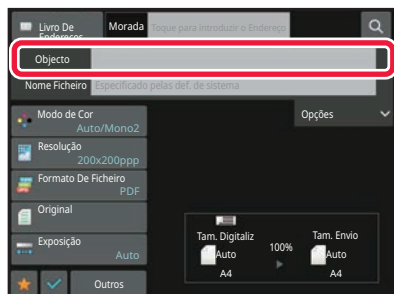 Livro De
Endereços
Morada
Toque para introduzir o Endereço
Objecto
Nome Ficheiro
Especificado pelas def. de sistema
Modo de Cor
Auto/Mono2
Opções
Resolução
200x200ppp
Formato De Ficheiro
PDF
Original
Exposição
Auto
Tam. Digitaliz
100%
Tam. Envio
Auto
Auto
A4
A4
Outros